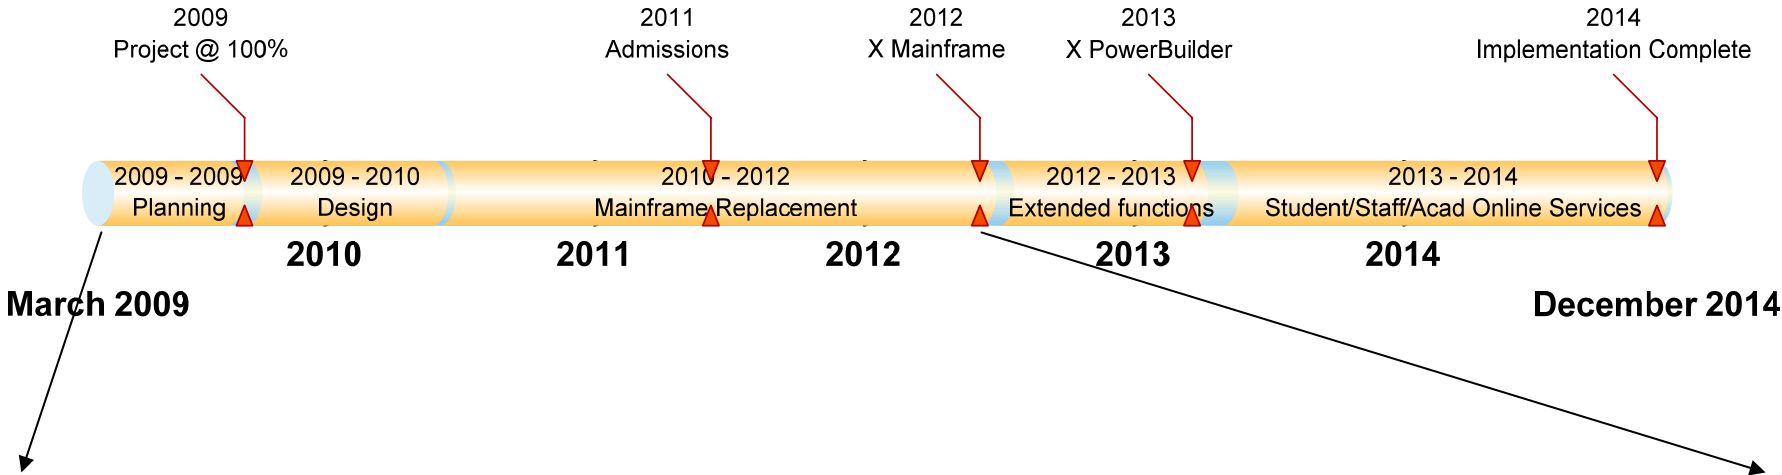 2009
Project @ 100%
2011
Admissions
2012
X Mainframe
2013
X PowerBuilder
2014
Implementation Complete
2009 - 2009
Planning
2009 - 2010
Design
2010 - 2012
Mainframe Replacement
2012 - 2013
Extended functions
2013 - 2014
Student/Staff/Acad Online Services
2010
2011
2012
2013
2014
March 2009
December 2014